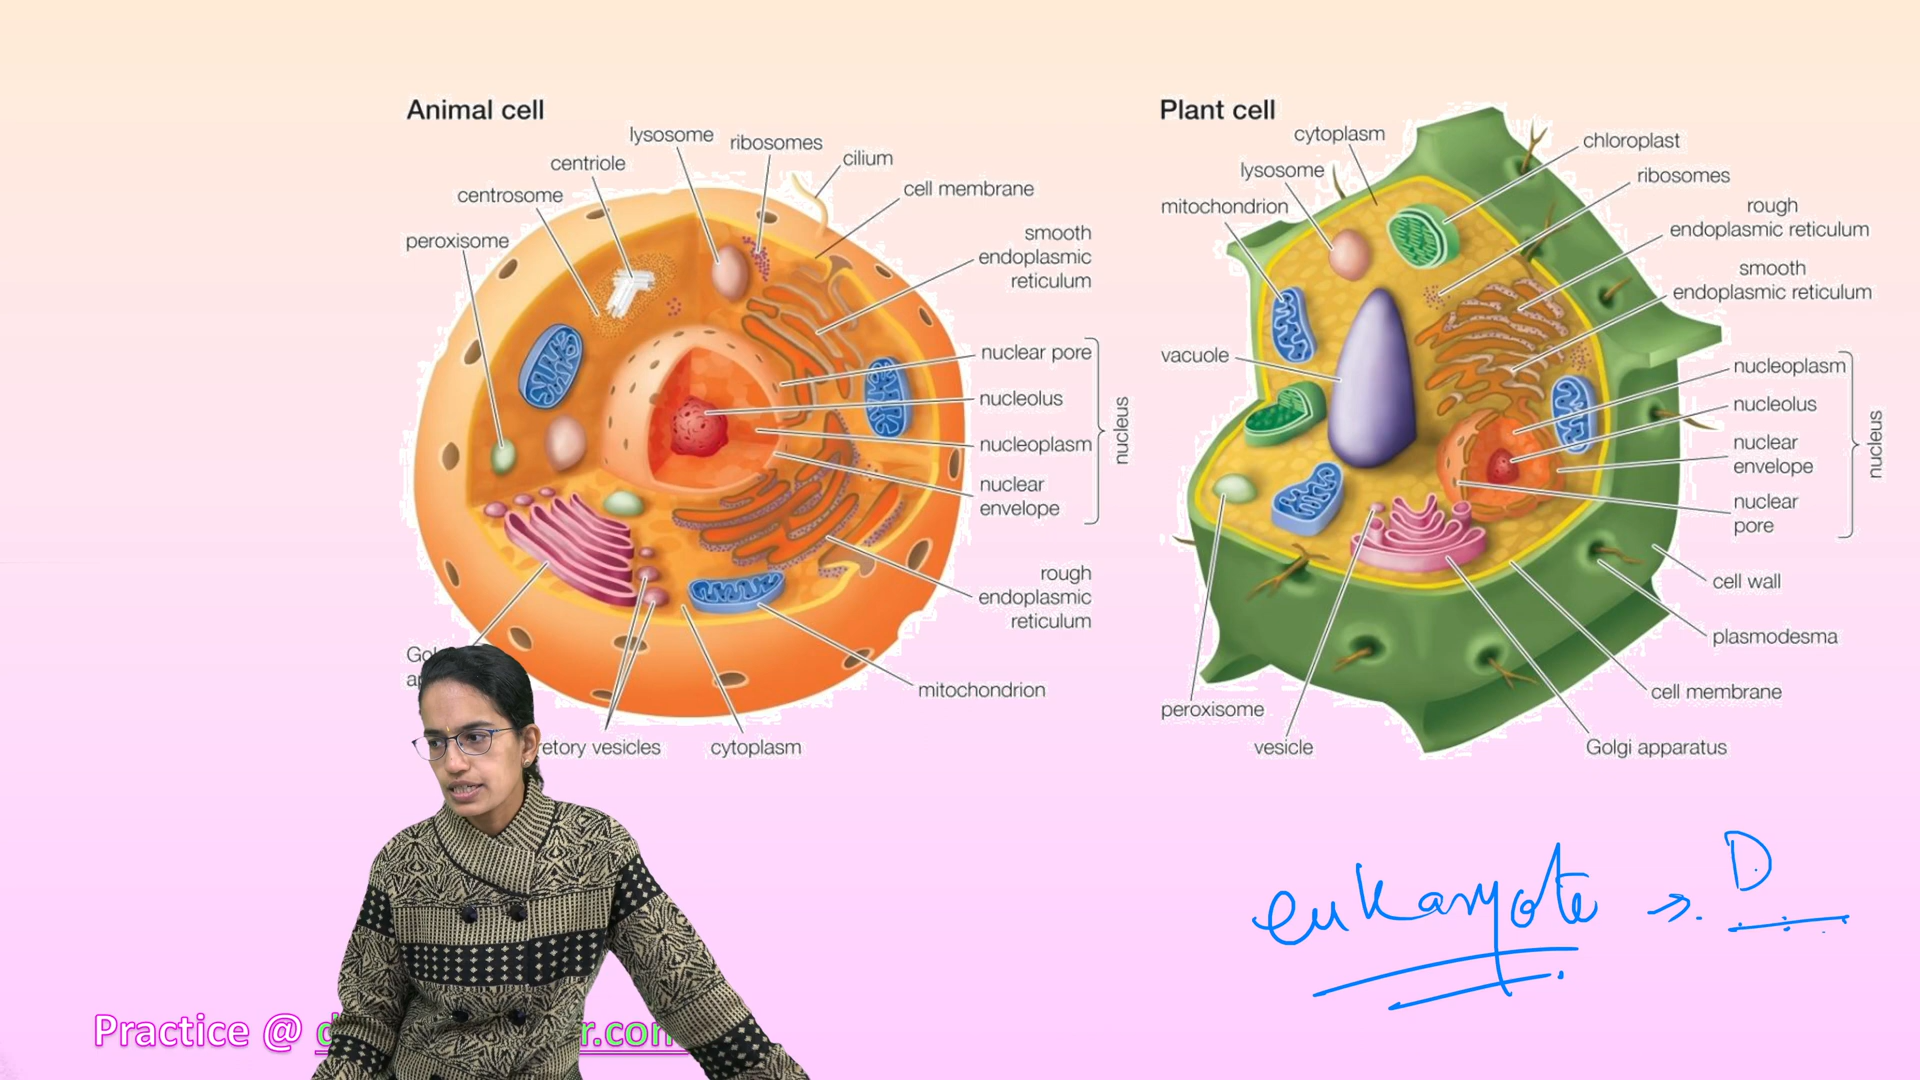 Animal cell
lysosome
ribosomes
centriole
cilium
centrosome
cell membrane
peroxisome
smooth
endoplasmic
reticulum
nuclear pore
nucleolus
nucleoplasm
nuclear
envelope
nucleus
rough
endoplasmic
reticulum
mitochondrion
vesicles
cytoplasm
Plant cell
cytoplasm
chloroplast
lysosome
ribosomes
mitochondrion
rough
endoplasmic reticulum
smooth
endoplasmic reticulum
vacuole
nucleoplasm
nucleolus
nuclear
envelope
nuclear
pore
nucleus
cell wall
plasmodesma
cell membrane
peroxisome
vesicle
Golgi apparatus
eukaryote → D
Practice @